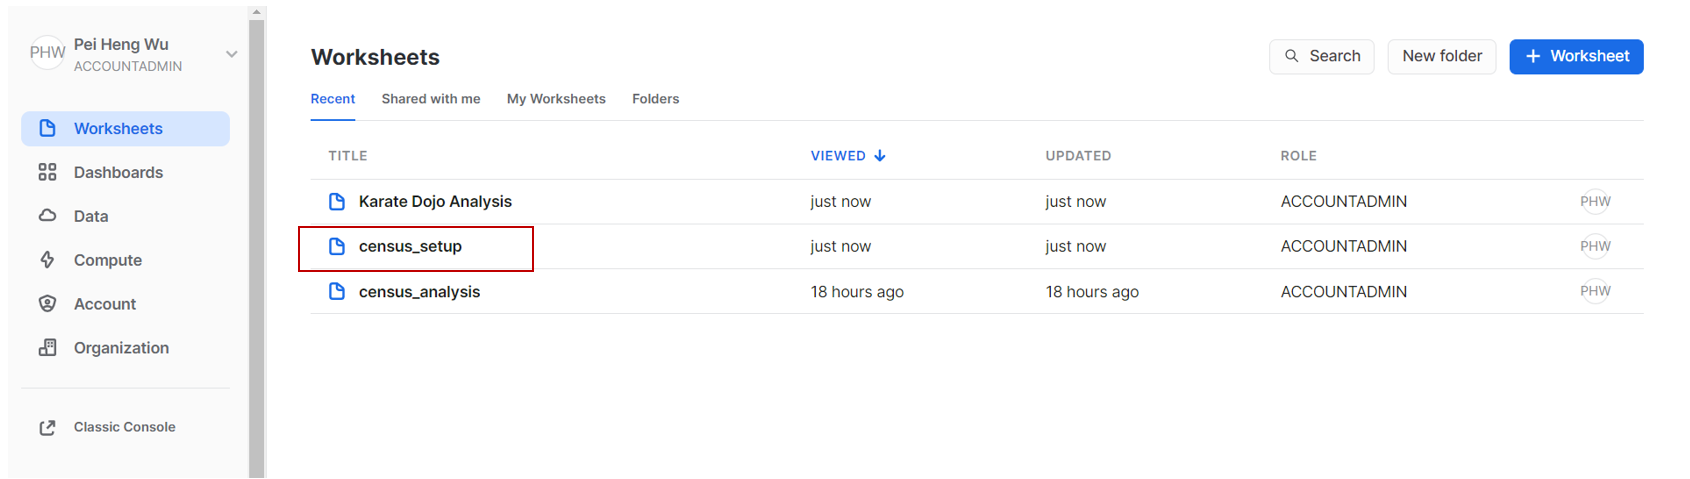 PHW Pei Heng Wu
ACCOUNTADMIN
Worksheets
Dashboards
Data
Compute
Account
Organization
Classic Console
Worksheets
Search New folder + Worksheet
Recent Shared with me My Worksheets Folders
TITLE VIEWED UPDATED ROLE
Karate Dojo Analysis just now just now ACCOUNTADMIN PHW
census_setup just now just now ACCOUNTADMIN PHW
census_analysis 18 hours ago 18 hours ago ACCOUNTADMIN PHW